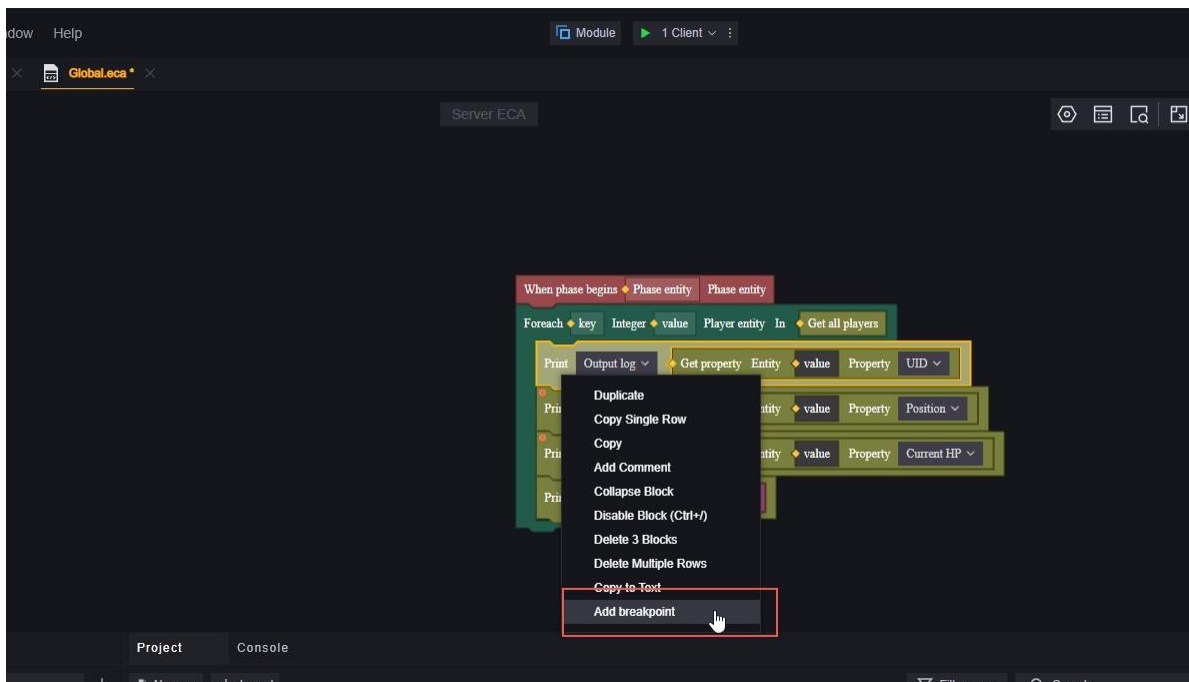 Help
Module
1 Client
Global.eca *
Server ECA
When phase begins Phase entity Phase entity
Foreach key Integer value Player entity In Get all players
Print Output log Get property Entity value Property UID
value Property Position
value Property Current HP
Duplicate
Copy Single Row
Copy
Add Comment
Collapse Block
Disable Block (Ctrl+/)
Delete 3 Blocks
Delete Multiple Rows
Copy to Text
Add breakpoint
Project Console